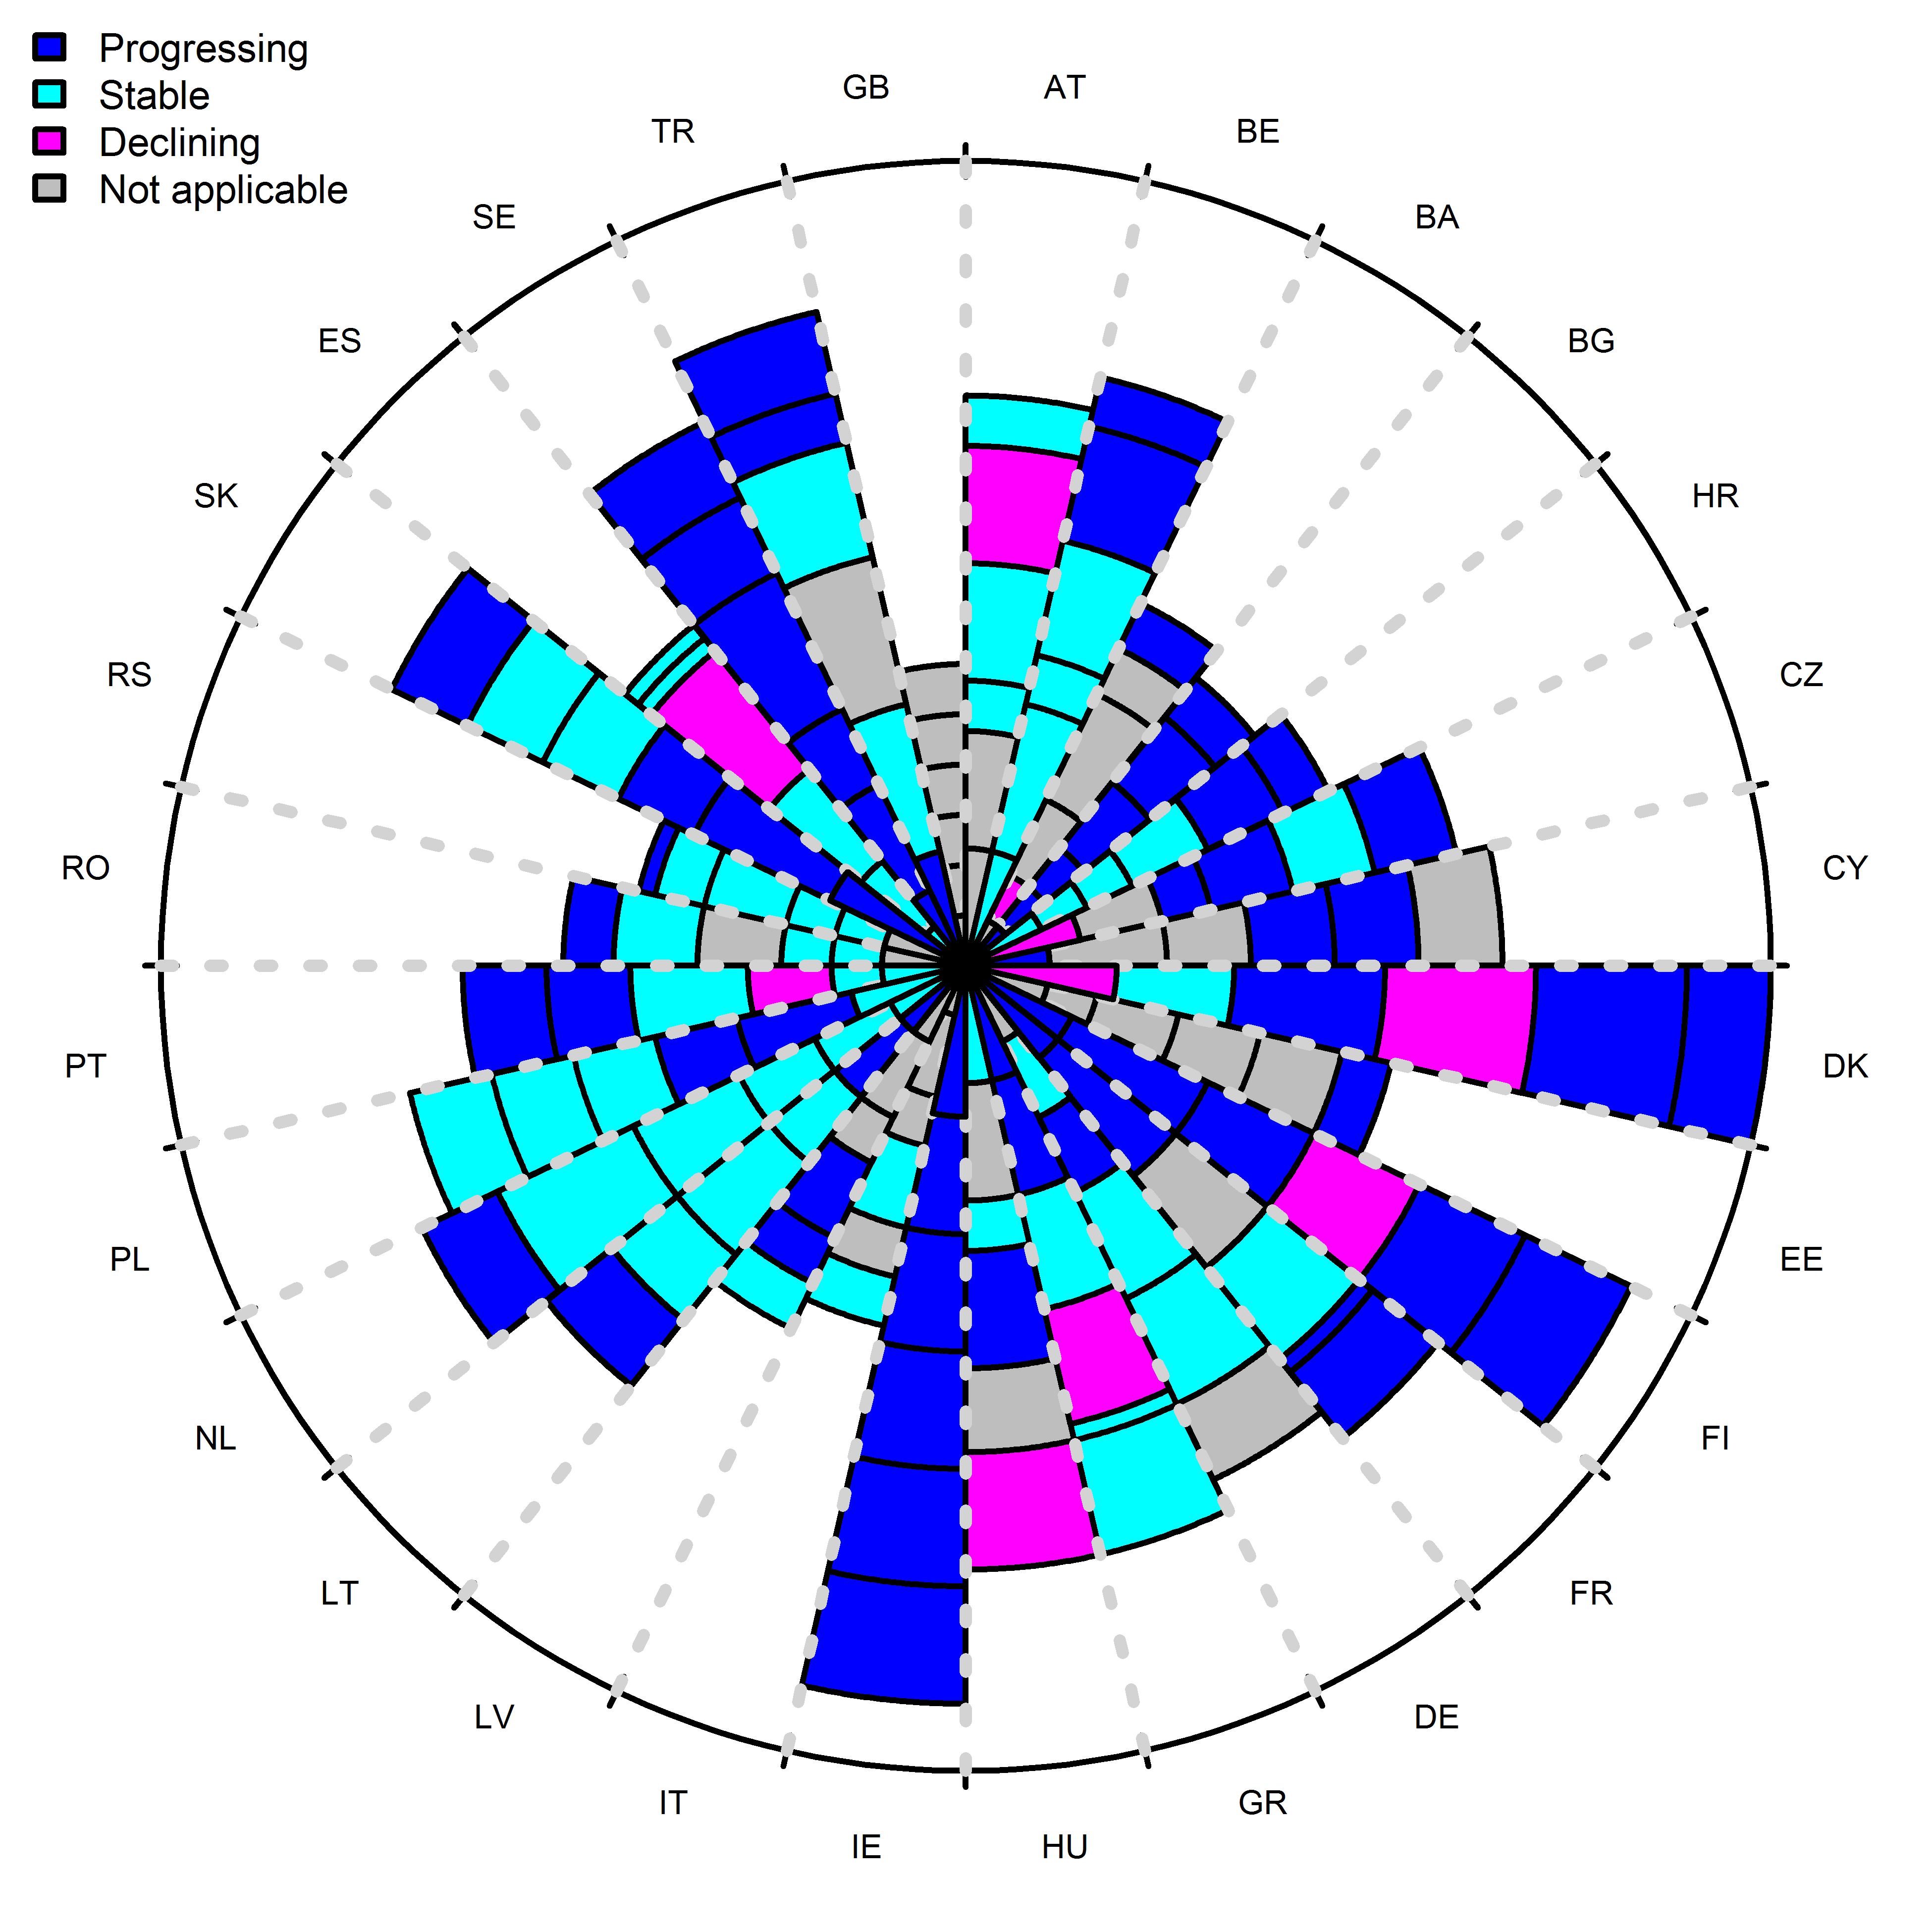 Progressing
Stable
Declining
Not applicable
GB
AT
TR
BE
SE
BA
ES
BG
SK
HR
RS
CZ
RO
CY
PT
DK
PL
EE
NL
FI
LT
FR
LV
DE
IT
GR
IE
HU